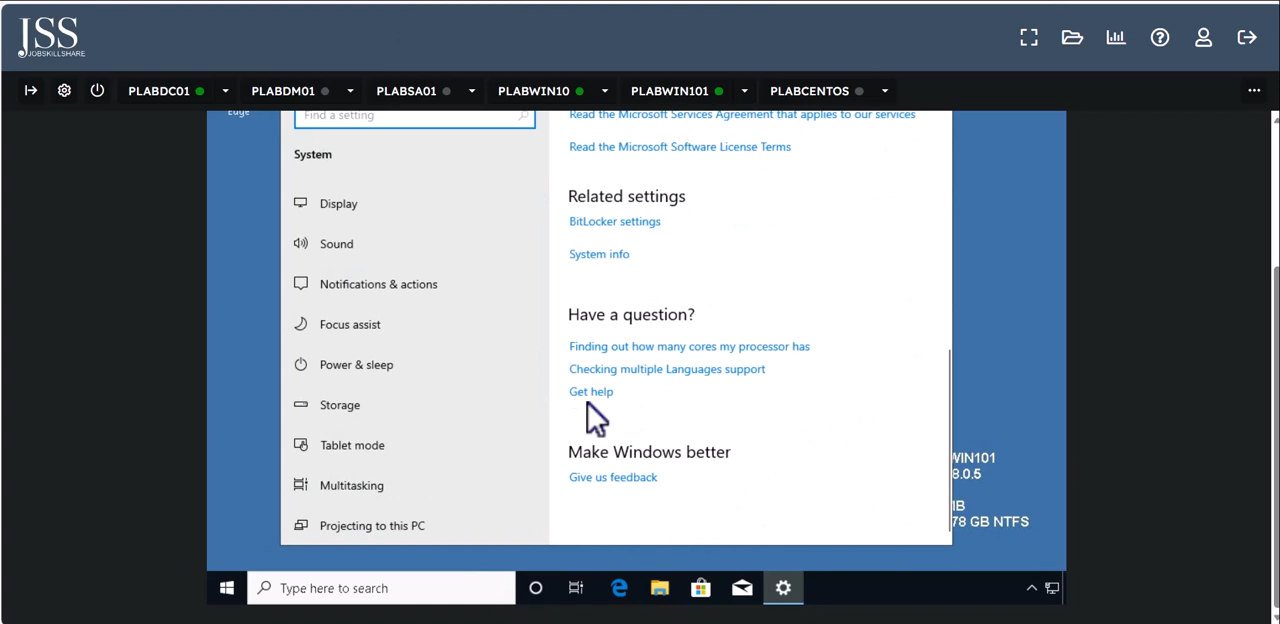 JSS
JOBSKILLSHARE
PLABDC01
PLABDM01
PLABSA01
PLABWIN10
PLABWIN101
PLABCENTOS
Edge
Find a setting
System
Display
Sound
Notifications & actions
Focus assist
Power & sleep
Storage
Tablet mode
Multitasking
Projecting to this PC
Read the Microsoft Services Agreement that applies to our services
Read the Microsoft Software License Terms
Related settings
BitLocker settings
System info
Have a question?
Finding out how many cores my processor has
Checking multiple Languages support
Get help
Make Windows better
Give us feedback
WIN101
8.0.5
IB
78 GB NTFS
Type here to search